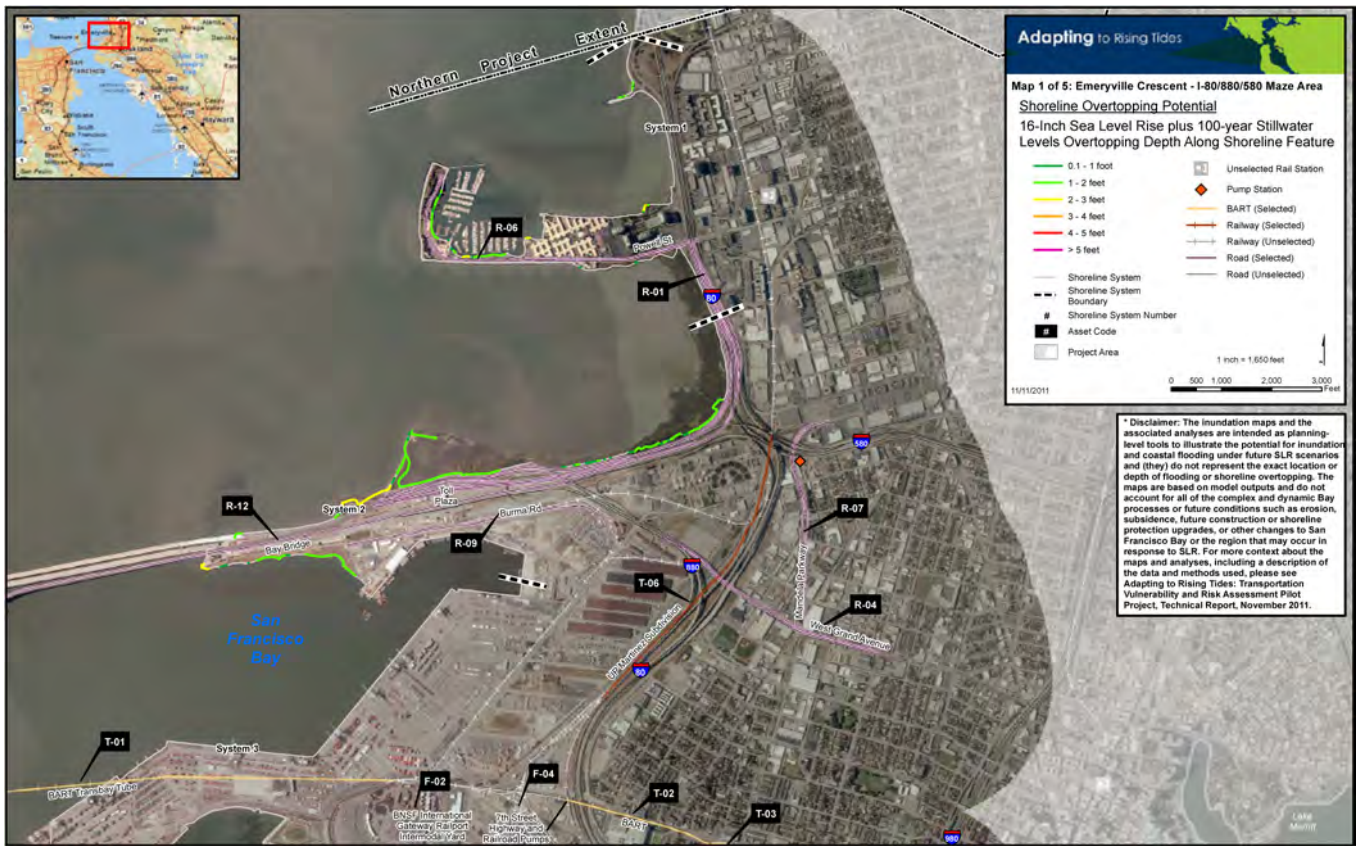 Northern Project Extent
System 1
R-06
Powell St
R-01
80
580
R-07
Mandela Parkway
R-04
West Grand Avenue
880
T-06
UP Martinez Subdivision
80
Toll
Plaza
System 2
R-12
Bay Bridge
Burma Rd
R-09
San
Francisco
Bay
System 3
T-01
BART Transbay Tube
F-02
BNSF International
Gateway Railport
Intermodal Yard
F-04
7th Street
Highway and
Railroad Pumps
T-02
BART
T-03
980
Lake
Merritt
Emeryville
Oakland
San
Francisco
Hayward
Adapting to Rising Tides
Map 1 of 5: Emeryville Crescent - I-80/880/580 Maze Area
Shoreline Overtopping Potential
16-Inch Sea Level Rise plus 100-year Stillwater
Levels Overtopping Depth Along Shoreline Feature
0.1 - 1 foot
1 - 2 feet
2 - 3 feet
3 - 4 feet
4 - 5 feet
> 5 feet
Shoreline System
Shoreline System
Boundary
# Shoreline System Number
# Asset Code
Project Area
Unselected Rail Station
Pump Station
BART (Selected)
Railway (Selected)
Railway (Unselected)
Road (Selected)
Road (Unselected)
1 inch = 1,650 feet
0 500 1,000 2,000 3,000
Feet
11/11/2011
* Disclaimer: The inundation maps and the
associated analyses are intended as planning-
level tools to illustrate the potential for inundation
and coastal flooding under future SLR scenarios
and (they) do not represent the exact location or
depth of flooding or shoreline overtopping. The
maps are based on model outputs and do not
account for all of the complex and dynamic Bay
processes or future conditions such as erosion,
subsidence, future construction or shoreline
protection upgrades, or other changes to San
Francisco Bay or the region that may occur in
response to SLR. For more context about the
maps and analyses, including a description of
the data and methods used, please see
Adapting to Rising Tides: Transportation
Vulnerability and Risk Assessment Pilot
Project, Technical Report, November 2011.